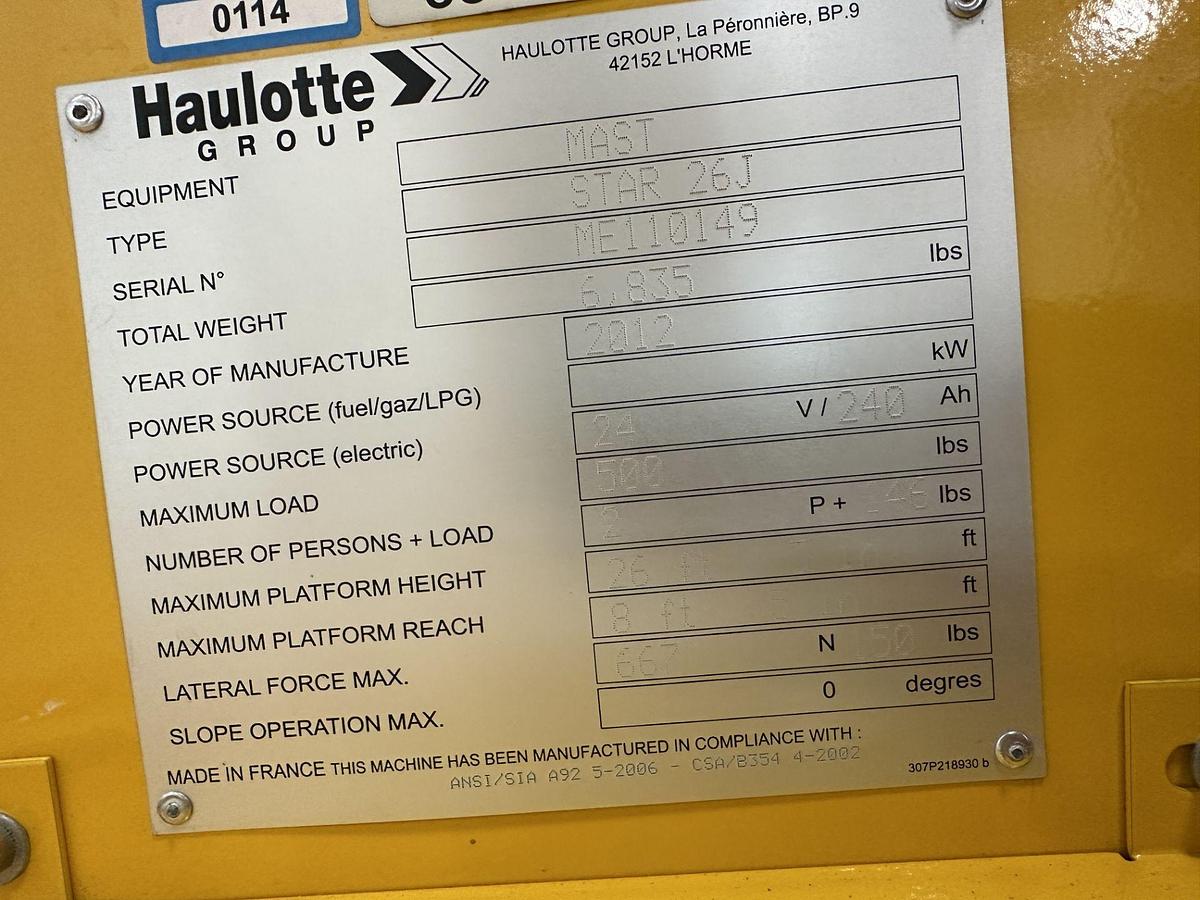 0114
Haulotte
GROUP
HAULOTTE GROUP, La Péronnière, BP.9
42152 L'HORME
EQUIPMENT MAST
TYPE STAR 26J
SERIAL N° ME110149
TOTAL WEIGHT 6,835 lbs
YEAR OF MANUFACTURE 2012
POWER SOURCE (fuel/gaz/LPG) kW
POWER SOURCE (electric) 24 V / 240 Ah
MAXIMUM LOAD 500 lbs
NUMBER OF PERSONS + LOAD 2 P + lbs
MAXIMUM PLATFORM HEIGHT 26 ft ft
MAXIMUM PLATFORM REACH 8 ft ft
LATERAL FORCE MAX. 667 N 150 lbs
SLOPE OPERATION MAX. 0 degres
MADE IN FRANCE THIS MACHINE HAS BEEN MANUFACTURED IN COMPLIANCE WITH :
ANSI/SIA A92 5-2006 - CSA/B354 4-2002
307P218930 b